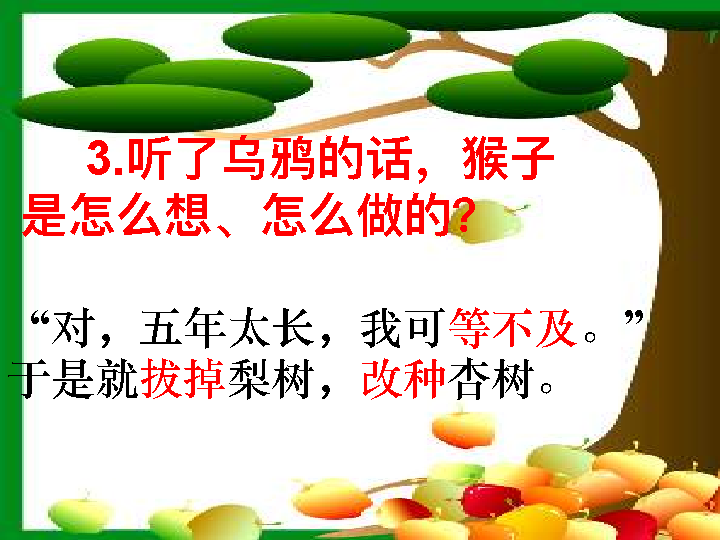 3.听了乌鸦的话，猴子
是怎么想、怎么做的？
“对，五年太长，我可等不及。”
于是就拔掉梨树，改种杏树。